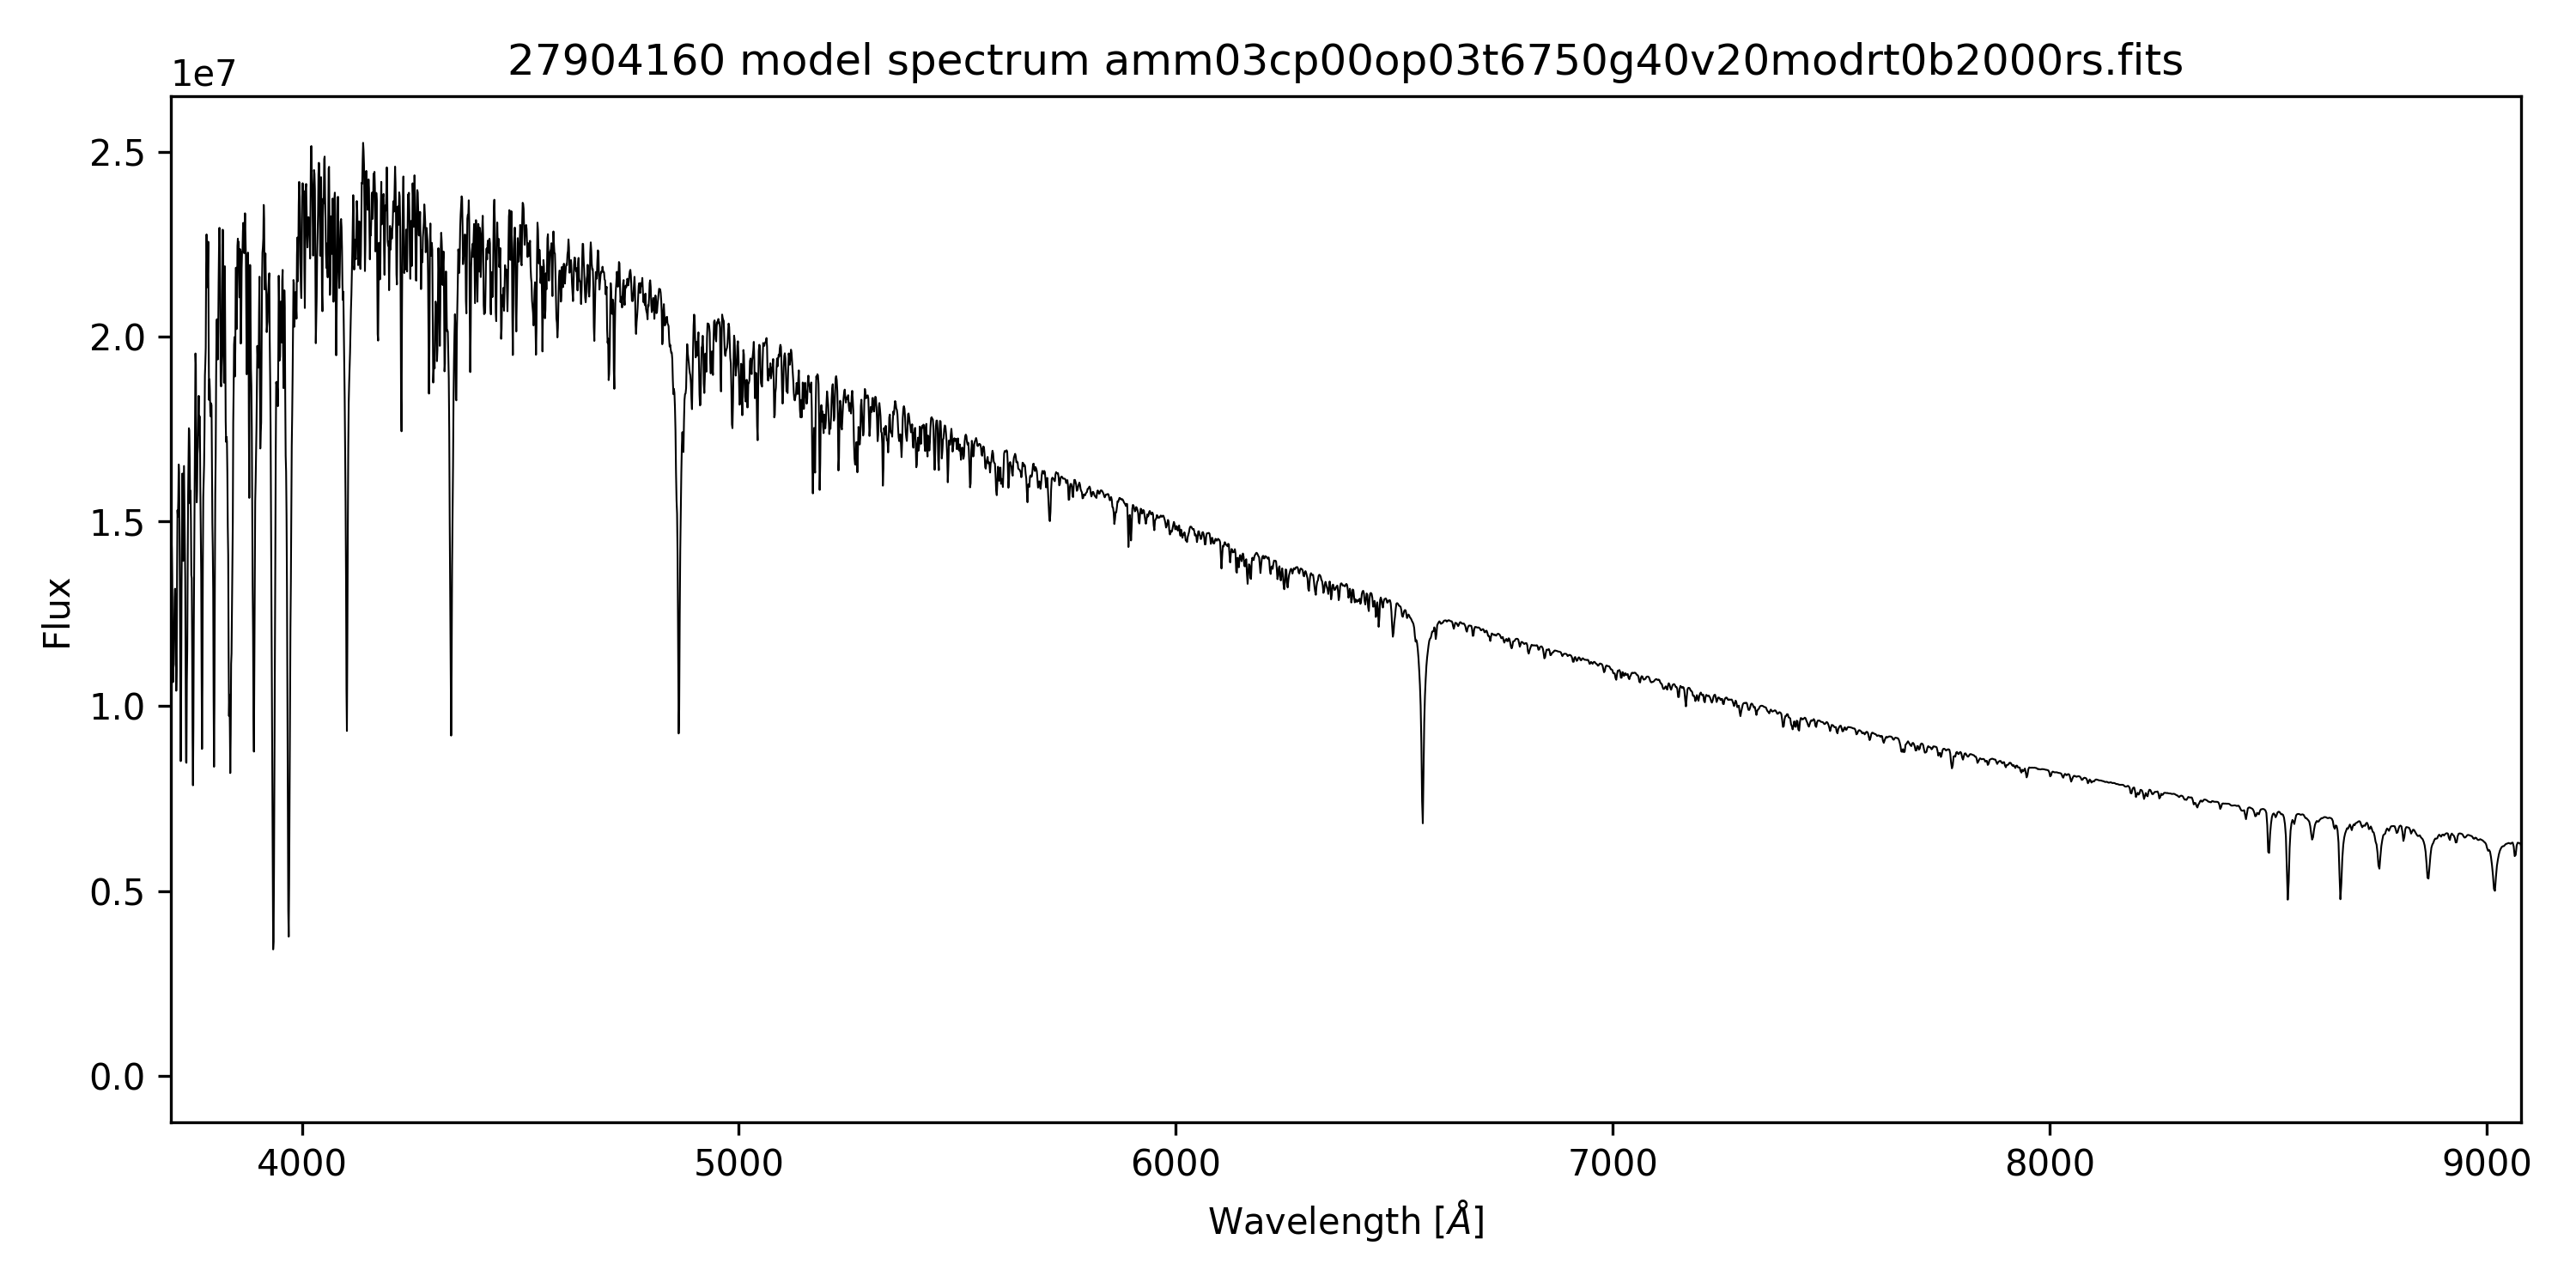 27904160 model spectrum amm03cp00op03t6750g40v20modrt0b2000rs.fits
1e7
2.5
2.0
1.5
1.0
0.5
0.0
Flux
4000 5000 6000 7000 8000 9000
Wavelength [Å]